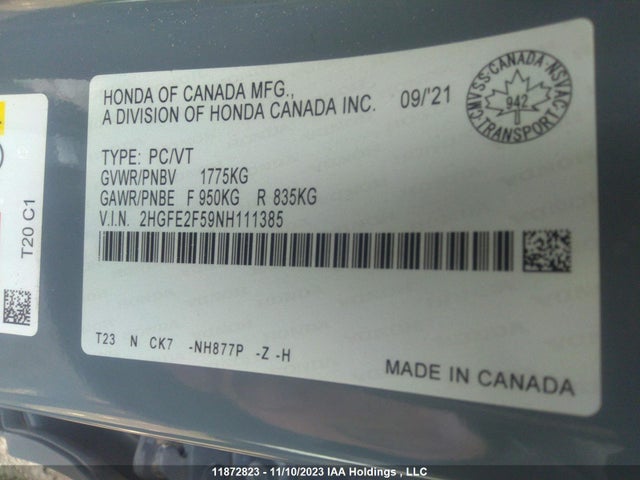 HONDA OF CANADA MFG.,
A DIVISION OF HONDA CANADA INC. 09/'21
CANADA
CMVSS-NSVAC
942
TRANSPORT
TYPE: PC/VT
GVWR/PNBV 1775KG
GAWR/PNBE F 950KG R 835KG
V.I.N. 2HGFE2F59NH111385
T20 C1
T23 N CK7 -NH877P -Z -H
MADE IN CANADA
11872823 - 11/10/2023 IAA Holdings , LLC